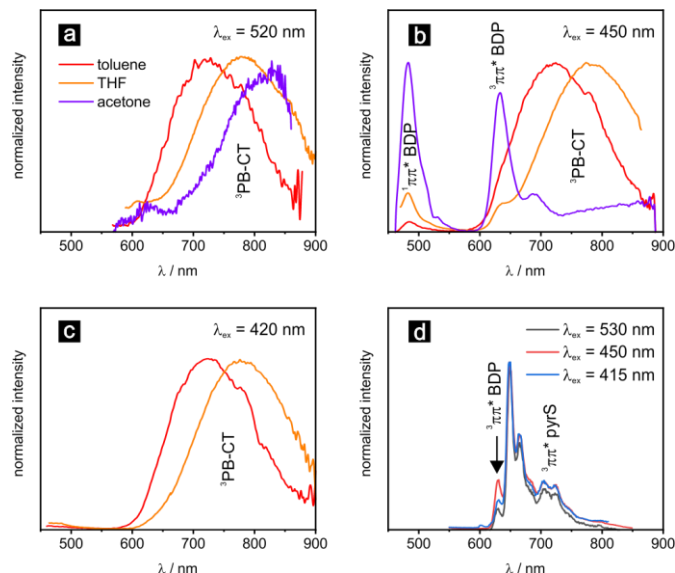 a
λex = 520 nm
toluene
THF
acetone
³PB-CT
normalized intensity
500 600 700 800 900
λ / nm
b
λex = 450 nm
¹ππ* BDP
³ππ* BDP
³PB-CT
normalized intensity
500 600 700 800 900
λ / nm
c
λex = 420 nm
³PB-CT
normalized intensity
500 600 700 800 900
λ / nm
d
λex = 530 nm
λex = 450 nm
λex = 415 nm
³ππ* BDP
³ππ* pyrS
normalized intensity
500 600 700 800 900
λ / nm